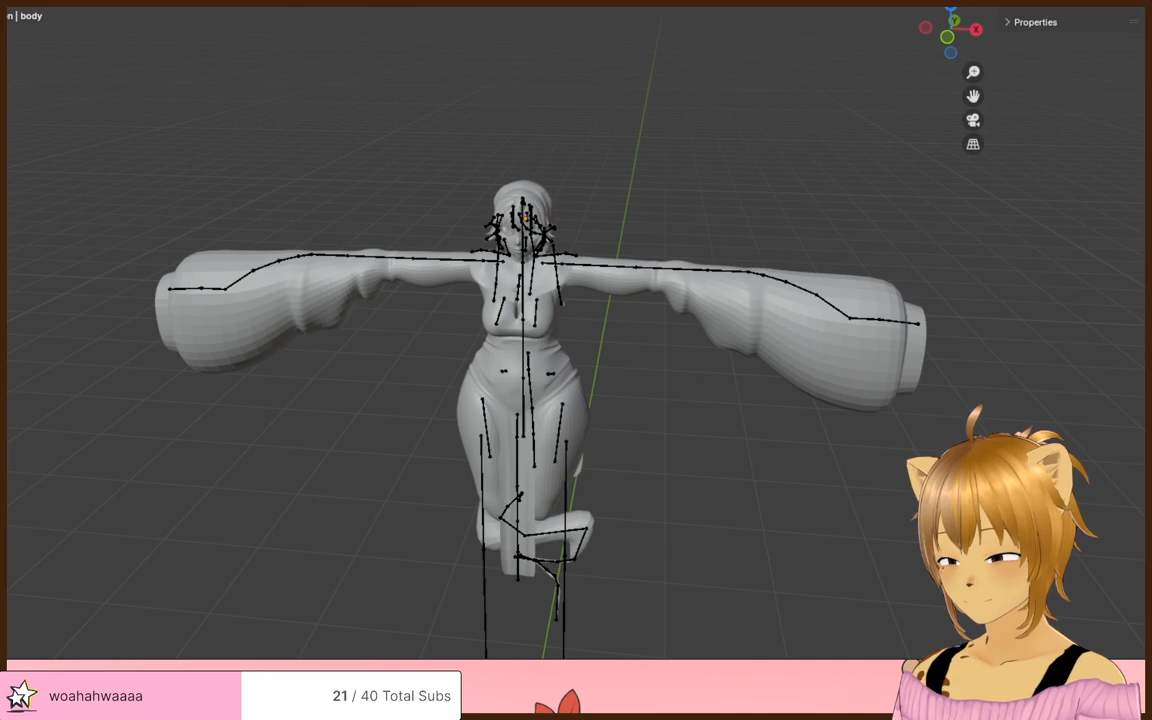 n | body
Properties
Y
X
woahahwaaaa
21 / 40 Total Subs